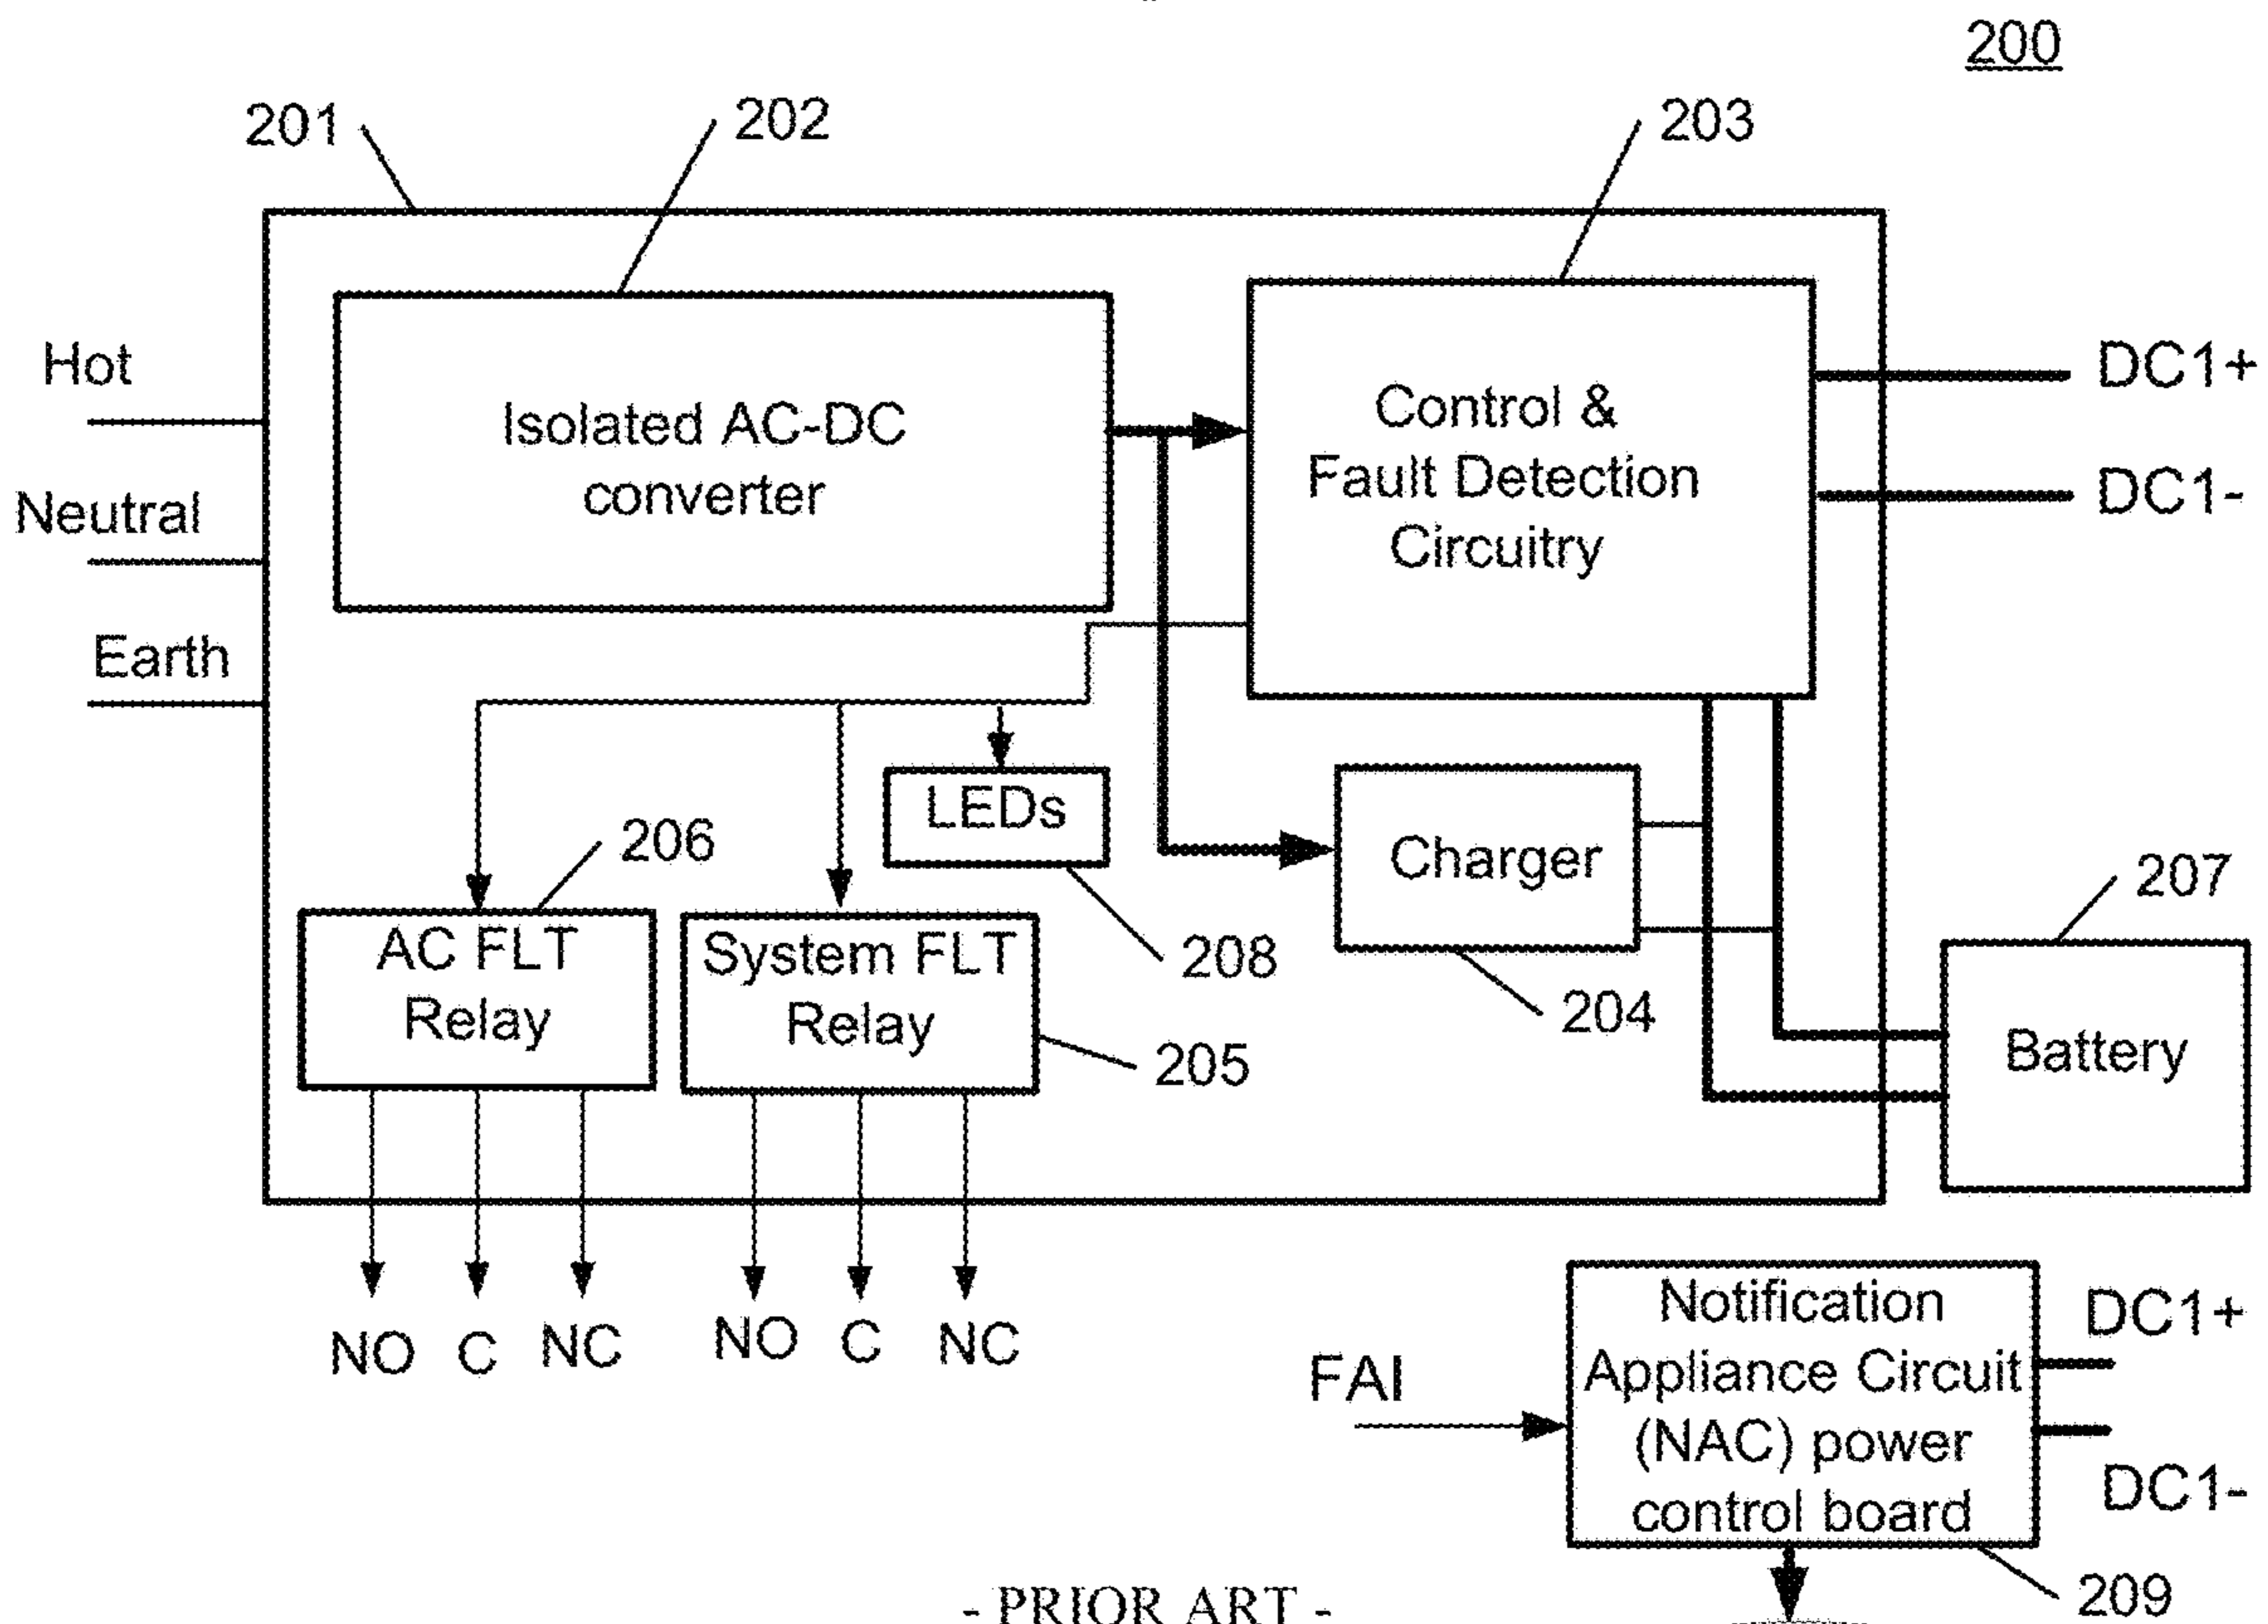 200
201
202
203
Hot
Neutral
Earth
Isolated AC-DC
converter
Control &
Fault Detection
Circuitry
DC1+
DC1-
LEDs
208
206
AC FLT
Relay
System FLT
Relay
205
Charger
204
207
Battery
NO C NC
NO C NC
FAI
Notification
Appliance Circuit
(NAC) power
control board
DC1+
DC1-
209
- PRIOR ART -